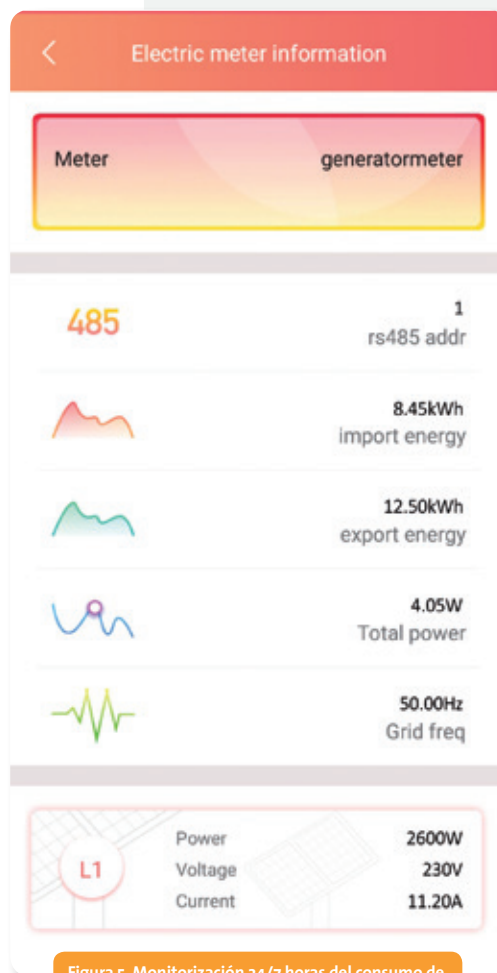 Electric meter information
Meter generatormeter
485 1
rs485 addr
8.45kWh
import energy
12.50kWh
export energy
4.05W
Total power
50.00Hz
Grid freq
Power 2600W
L1 Voltage 230V
Current 11.20A
Figura 5. Monitorización 24/7 horas del consumo de